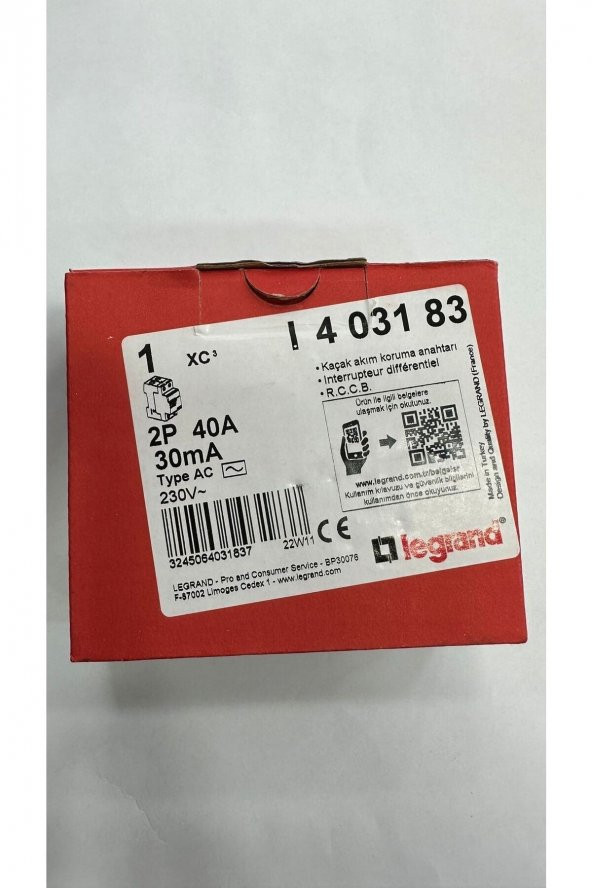 1 XC³
! 4 031 83
• Kaçak akım koruma anahtarı
• Interrupteur différentiel
• R.C.C.B.
2P 40A
30mA
Type AC
230V~
Ürün ile ilgili belgelere
ulaşmak için okutunuz.
www.legrand.com.tr/belgeler
Kullanım kılavuzu ve güvenlik bilgilerini
kullanımdan önce okuyunuz.
Made in Turkey
Design and Quality by LEGRAND (France)
3245064031837
22W11
CE
legrand®
LEGRAND - Pro and Consumer Service - BP30076
F-87002 Limoges Cedex 1 - www.legrand.com